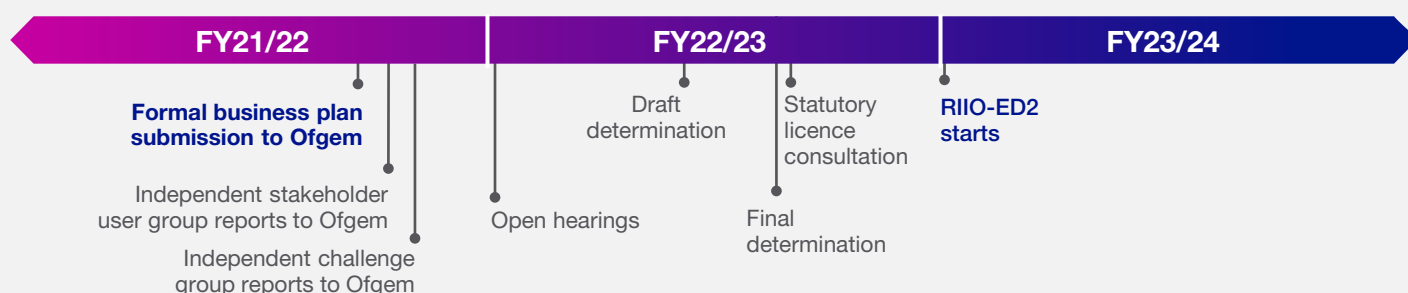 FY21/22
FY22/23
FY23/24
Formal business plan
submission to Ofgem
Independent stakeholder
user group reports to Ofgem
Independent challenge
group reports to Ofgem
Open hearings
Draft
determination
Final
determination
Statutory
licence
consultation
RIIO-ED2
starts